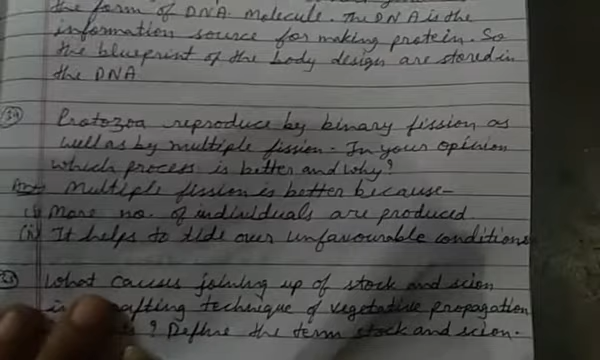 the form of DNA molecule. The DNA is the
information source for making protein. So
the blueprint of the body design are stored in
the DNA
Protozoa reproduce by binary fission as
well as by multiple fission. In your opinion
which process is better and why?
Ans Multiple fission is better because-
(i) More no. of individuals are produced
(ii) It helps to tide over unfavourable conditions
What causes joining up of stock and scion
in grafting technique of vegetative propagation
? Define the term stock and scion.